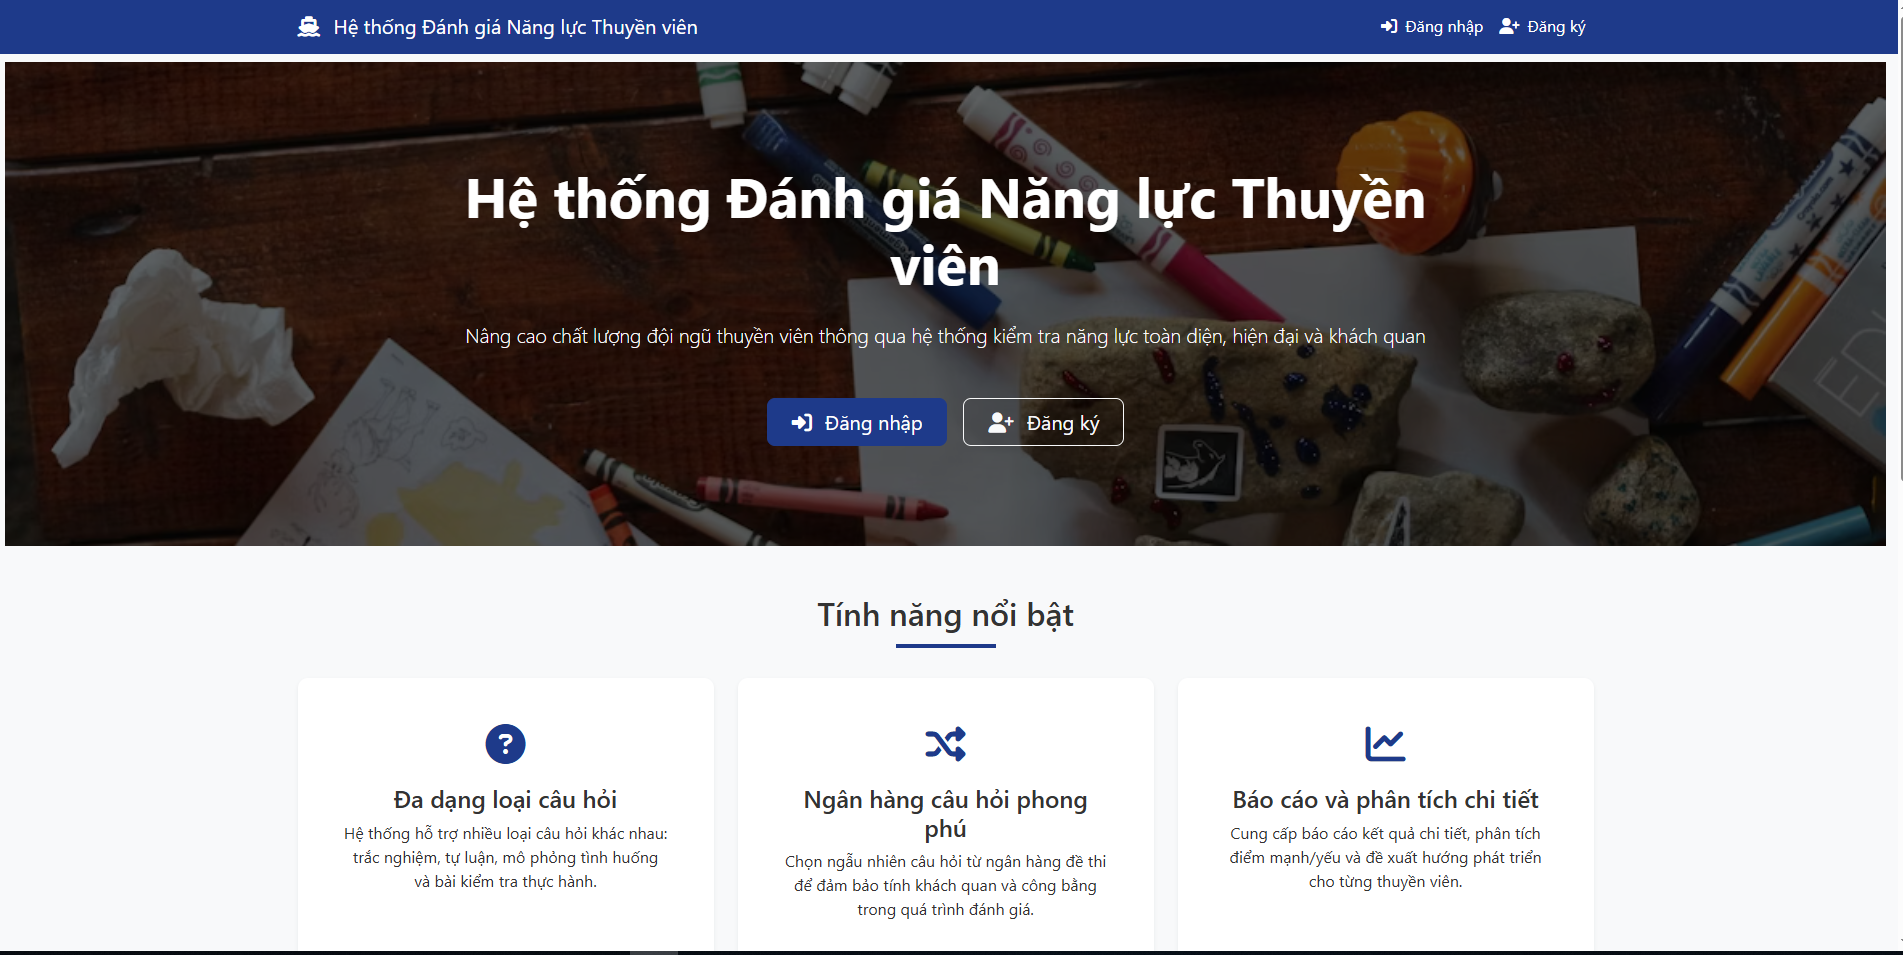 Hệ thống Đánh giá Năng lực Thuyền viên
Đăng nhập
Đăng ký
Hệ thống Đánh giá Năng lực Thuyền
viên
Nâng cao chất lượng đội ngũ thuyền viên thông qua hệ thống kiểm tra năng lực toàn diện, hiện đại và khách quan
Đăng nhập
Đăng ký
Tính năng nổi bật
Đa dạng loại câu hỏi
Hệ thống hỗ trợ nhiều loại câu hỏi khác nhau:
trắc nghiệm, tự luận, mô phỏng tình huống
và bài kiểm tra thực hành.
Ngân hàng câu hỏi phong
phú
Chọn ngẫu nhiên câu hỏi từ ngân hàng đề thi
để đảm bảo tính khách quan và công bằng
trong quá trình đánh giá.
Báo cáo và phân tích chi tiết
Cung cấp báo cáo kết quả chi tiết, phân tích
điểm mạnh/yếu và đề xuất hướng phát triển
cho từng thuyền viên.